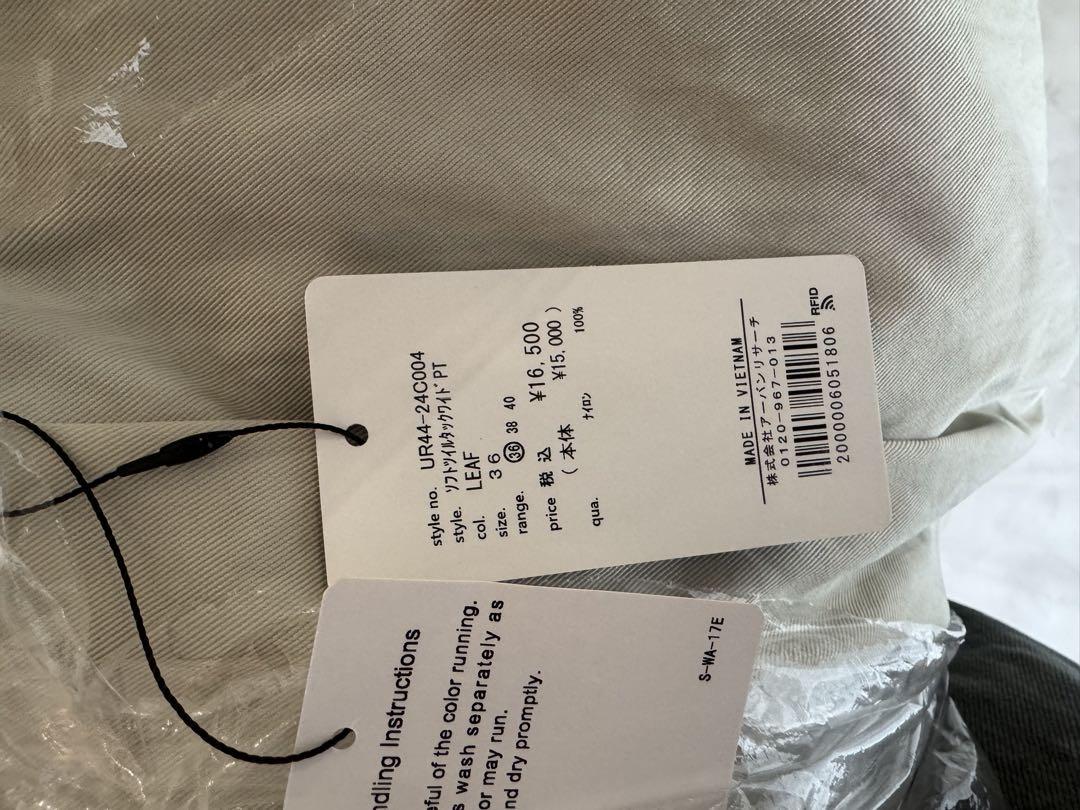 style no. UR44-24C004
style. ｿﾌﾄﾂｲﾙﾀｯｸﾜｲﾄﾞPT
col. LEAF
size. 36
range. 36 38 40
price 税込 ¥16,500
(本体 ¥15,000)
qua. ﾅｲﾛﾝ 100%
MADE IN VIETNAM
株式会社アーバンリサーチ
0120-967-013
2000006051806
RFID
ndling Instructions
eful of the color running.
s wash separately as
or may run.
nd dry promptly.
S-WA-17E